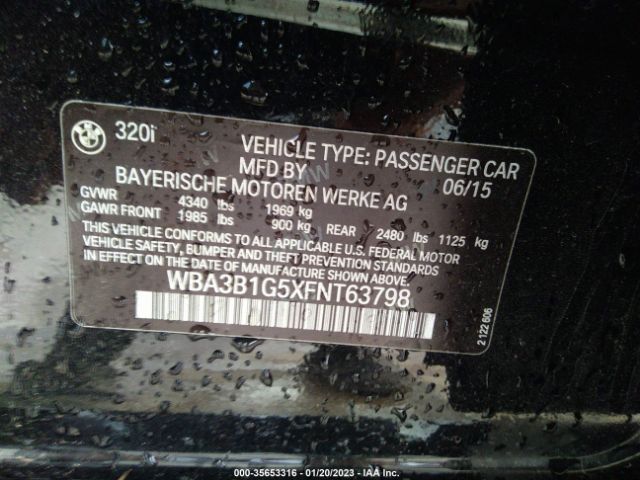 BMW 320i
VEHICLE TYPE: PASSENGER CAR
MFD BY 06/15
BAYERISCHE MOTOREN WERKE AG
GVWR 4340 lbs 1969 kg
GAWR FRONT 1985 lbs 900 kg REAR 2480 lbs 1125 kg
THIS VEHICLE CONFORMS TO ALL APPLICABLE U.S. FEDERAL MOTOR
VEHICLE SAFETY, BUMPER AND THEFT PREVENTION STANDARDS
IN EFFECT ON THE DATE OF MANUFACTURE SHOWN ABOVE.
WBA3B1G5XFNT63798
2 122 606
000-35653316 - 01/20/2023 - IAAI.COM